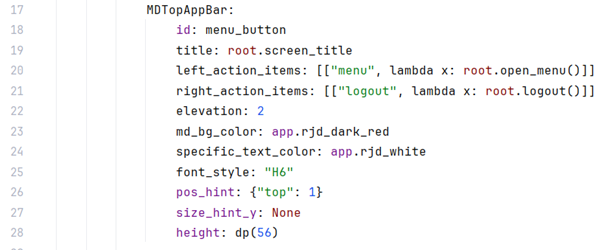 17 MDTopAppBar:
18 id: menu_button
19 title: root.screen_title
20 left_action_items: [["menu", lambda x: root.open_menu()]]
21 right_action_items: [["logout", lambda x: root.logout()]]
22 elevation: 2
23 md_bg_color: app.rjd_dark_red
24 specific_text_color: app.rjd_white
25 font_style: "H6"
26 pos_hint: {"top": 1}
27 size_hint_y: None
28 height: dp(56)